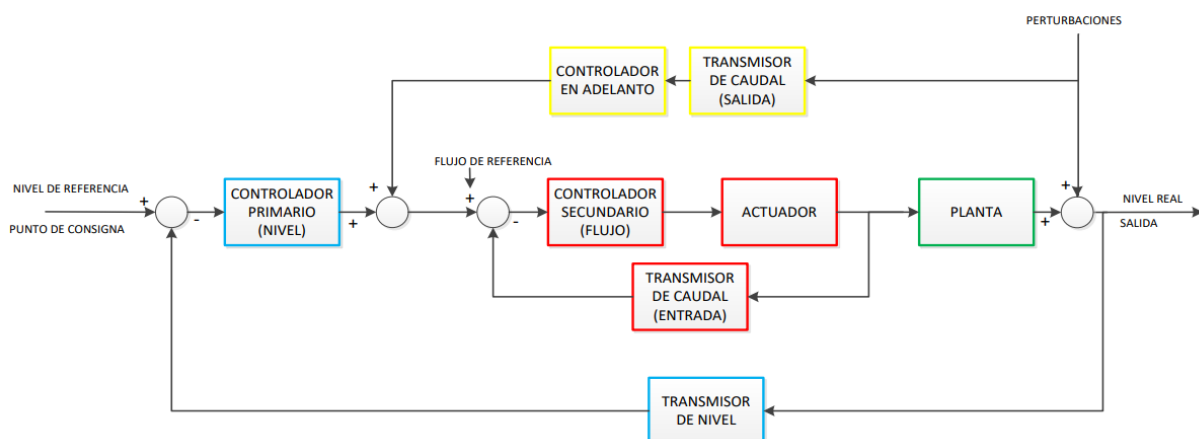 PERTURBACIONES
CONTROLADOR
EN ADELANTO
TRANSMISOR
DE CAUDAL
(SALIDA)
FLUJO DE REFERENCIA
NIVEL DE REFERENCIA
+
-
PUNTO DE CONSIGNA
CONTROLADOR
PRIMARIO
(NIVEL)
+
+
+
-
CONTROLADOR
SECUNDARIO
(FLUJO)
ACTUADOR
PLANTA
+
+
NIVEL REAL
SALIDA
TRANSMISOR
DE CAUDAL
(ENTRADA)
TRANSMISOR
DE NIVEL